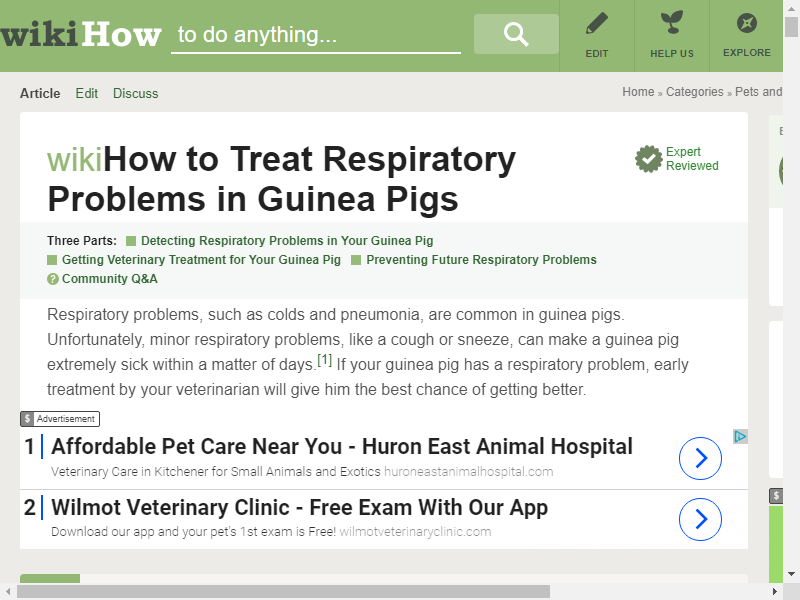 wikiHow to do anything...
EDIT HELP US EXPLORE
Article Edit Discuss Home » Categories » Pets and
wikiHow to Treat Respiratory
Problems in Guinea Pigs
Expert
Reviewed
Three Parts: Detecting Respiratory Problems in Your Guinea Pig
Getting Veterinary Treatment for Your Guinea Pig Preventing Future Respiratory Problems
? Community Q&A
Respiratory problems, such as colds and pneumonia, are common in guinea pigs.
Unfortunately, minor respiratory problems, like a cough or sneeze, can make a guinea pig
extremely sick within a matter of days.[1] If your guinea pig has a respiratory problem, early
treatment by your veterinarian will give him the best chance of getting better.
$ Advertisement
1 Affordable Pet Care Near You - Huron East Animal Hospital
Veterinary Care in Kitchener for Small Animals and Exotics huroneastanimalhospital.com
2 Wilmot Veterinary Clinic - Free Exam With Our App
Download our app and your pet's 1st exam is Free! wilmotveterinaryclinic.com
$